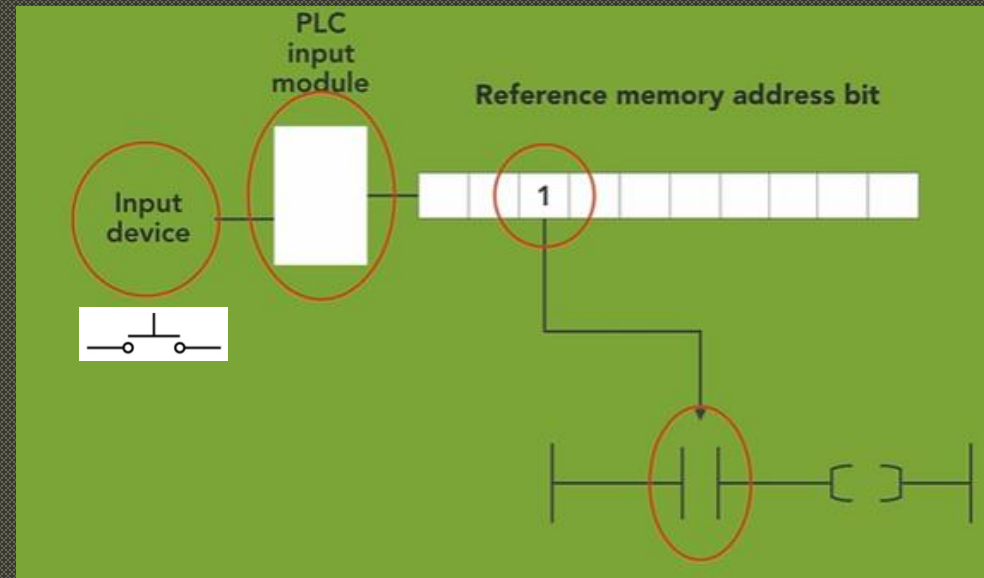 PLC
input
module
Reference memory address bit
Input
device
1